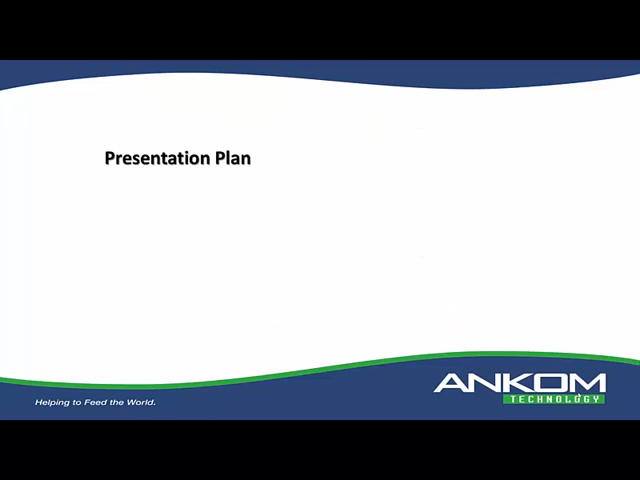 Presentation Plan
ANKOM
TECHNOLOGY
Helping to Feed the World.